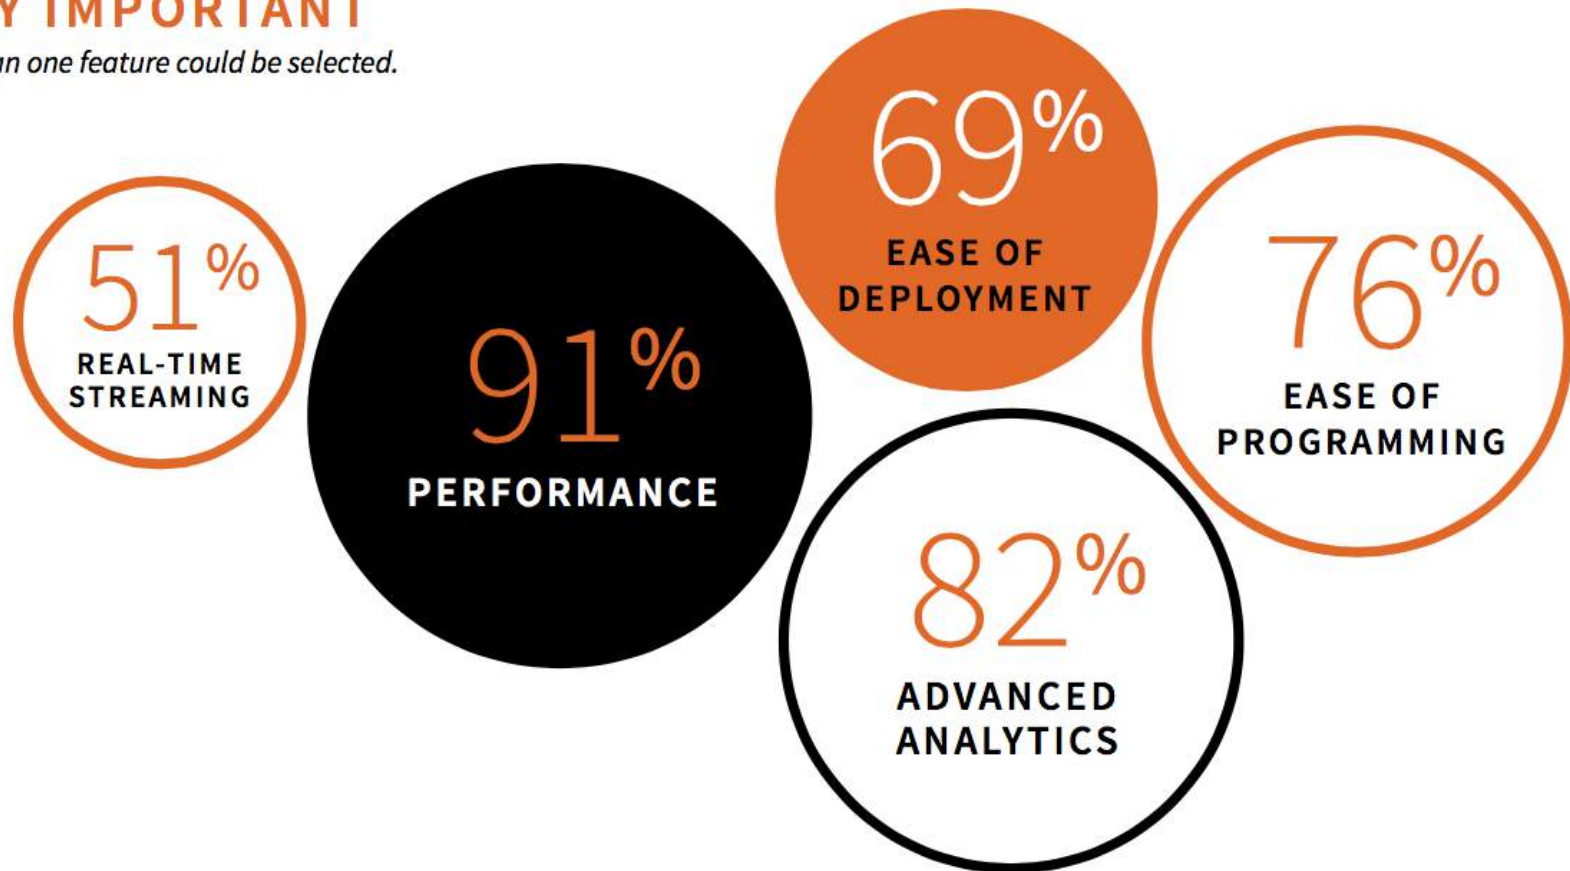 Y IMPORTANT
an one feature could be selected.
51%
REAL-TIME
STREAMING
91%
PERFORMANCE
69%
EASE OF
DEPLOYMENT
76%
EASE OF
PROGRAMMING
82%
ADVANCED
ANALYTICS